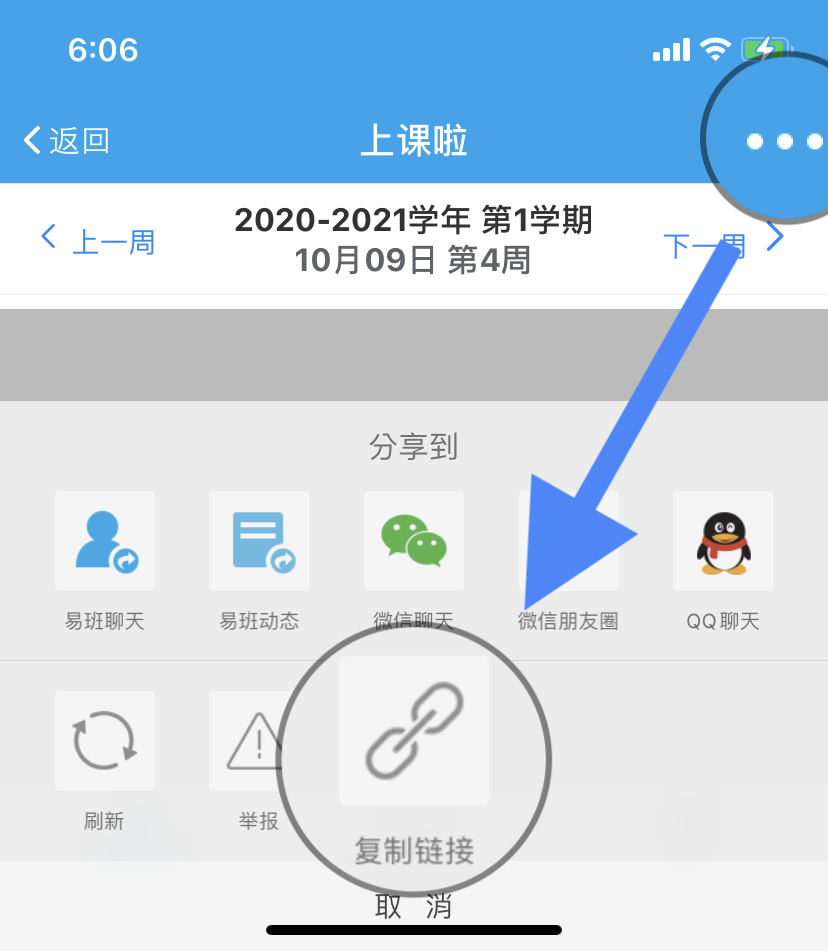 6:06
返回
上课啦
上一周
2020-2021学年 第1学期
10月09日 第4周
下一周
分享到
易班聊天
易班动态
微信聊天
微信朋友圈
QQ聊天
刷新
举报
复制链接
取 消